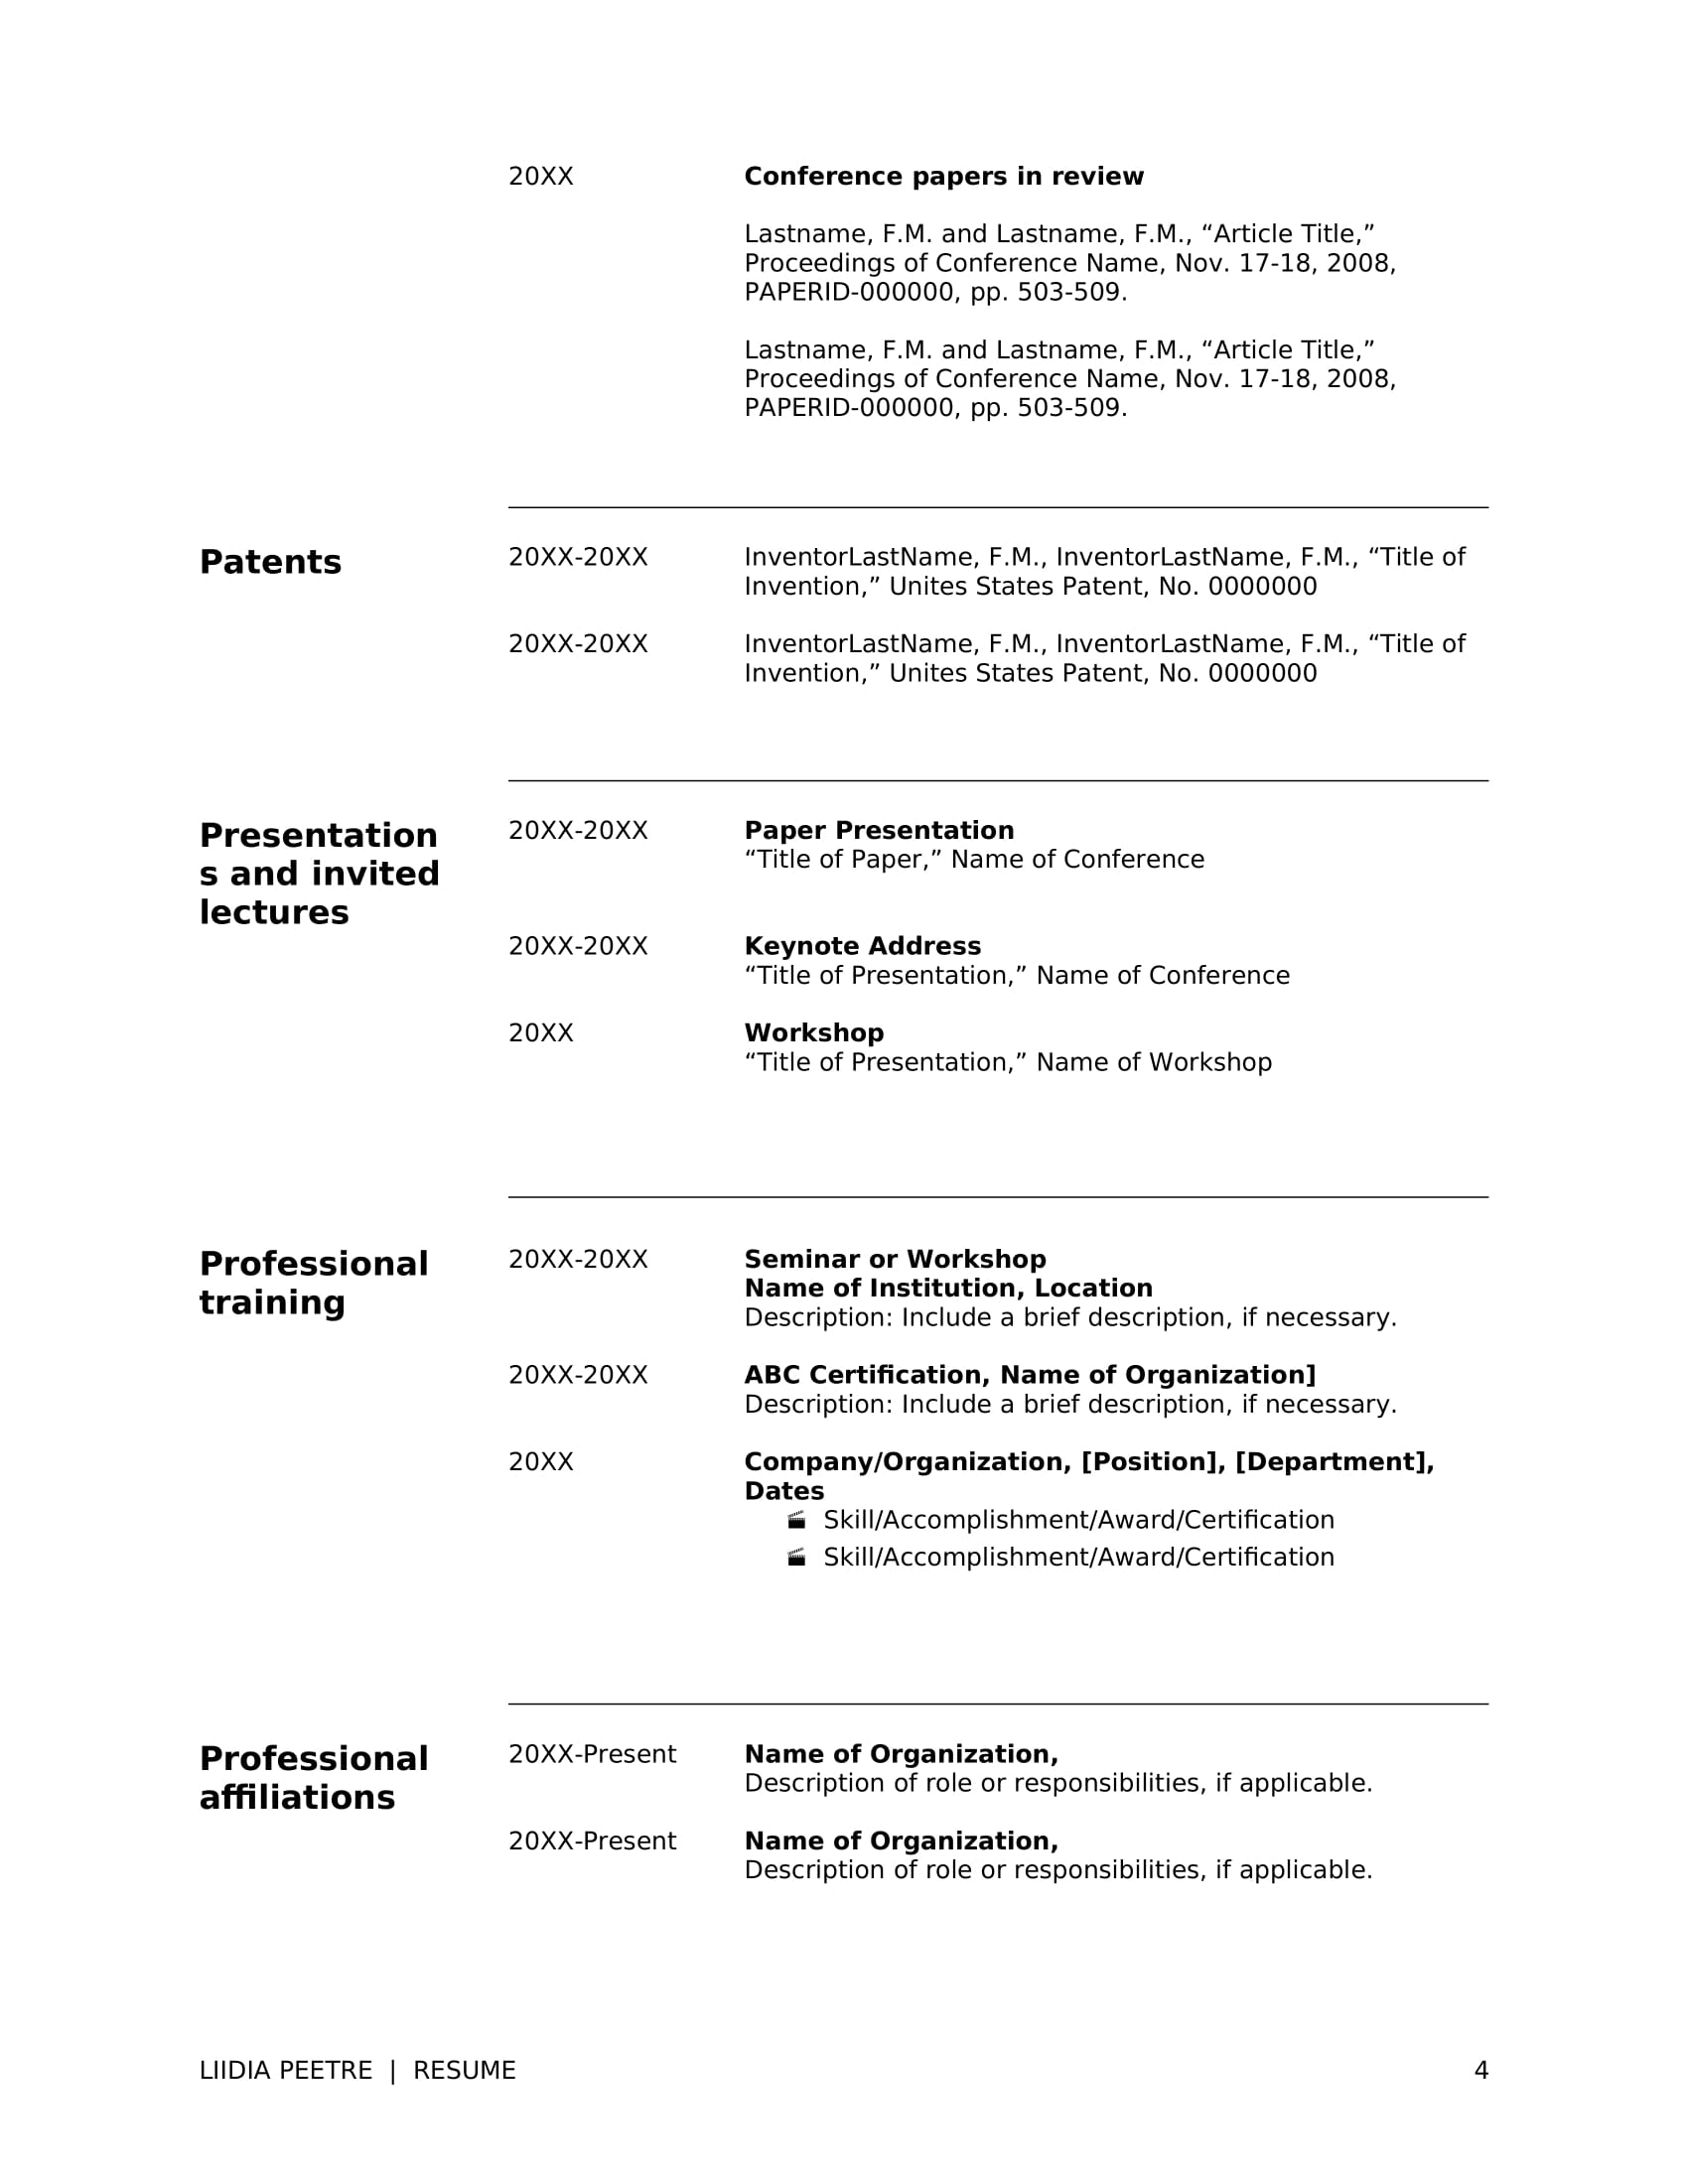 20XX Conference papers in review
Lastname, F.M. and Lastname, F.M., “Article Title,”
Proceedings of Conference Name, Nov. 17-18, 2008,
PAPERID-000000, pp. 503-509.
Lastname, F.M. and Lastname, F.M., “Article Title,”
Proceedings of Conference Name, Nov. 17-18, 2008,
PAPERID-000000, pp. 503-509.
Patents
20XX-20XX InventorLastName, F.M., InventorLastName, F.M., “Title of
Invention,” Unites States Patent, No. 0000000
20XX-20XX InventorLastName, F.M., InventorLastName, F.M., “Title of
Invention,” Unites States Patent, No. 0000000
Presentation
s and invited
lectures
20XX-20XX Paper Presentation
“Title of Paper,” Name of Conference
20XX-20XX Keynote Address
“Title of Presentation,” Name of Conference
20XX Workshop
“Title of Presentation,” Name of Workshop
Professional
training
20XX-20XX Seminar or Workshop
Name of Institution, Location
Description: Include a brief description, if necessary.
20XX-20XX ABC Certification, Name of Organization]
Description: Include a brief description, if necessary.
20XX Company/Organization, [Position], [Department],
Dates
Skill/Accomplishment/Award/Certification
Skill/Accomplishment/Award/Certification
Professional
affiliations
20XX-Present Name of Organization,
Description of role or responsibilities, if applicable.
20XX-Present Name of Organization,
Description of role or responsibilities, if applicable.
LIIDIA PEETRE | RESUME 4